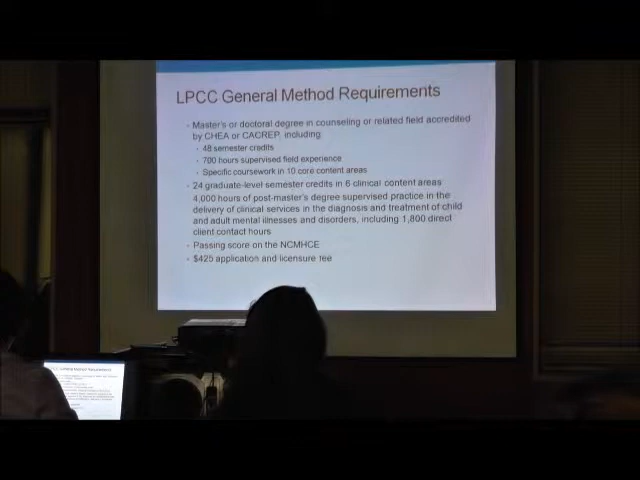 LPCC General Method Requirements
Master's or doctoral degree in counseling or related field accredited
by CHEA or CACREP, including:
48 semester credits
700 hours supervised field experience
Specific coursework in 10 core content areas
24 graduate-level semester credits in 6 clinical content areas
4,000 hours of post-master's degree supervised practice in the
delivery of clinical services in the diagnosis and treatment of child
and adult mental illnesses and disorders, including 1,800 direct
client contact hours
Passing score on the NCMHCE
$425 application and licensure fee